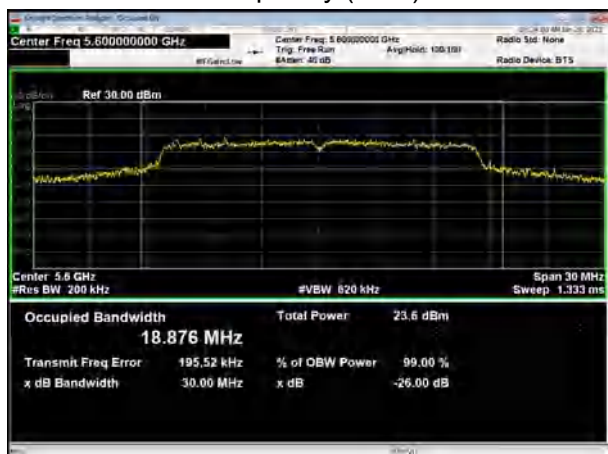 Center Freq 5.600000000 GHz
Center Freq: 5.600000000 GHz
Radio Std: None
Trig: Free Run
Avg|Hold: 100/100
#IFGain:Low
#Atten: 40 dB
Radio Device: BTS
Ref 30.00 dBm
Center 5.6 GHz
Span 30 MHz
#Res BW 200 kHz
#VBW 620 kHz
Sweep 1.333 ms
Occupied Bandwidth
Total Power 23.6 dBm
18.876 MHz
Transmit Freq Error 195.52 kHz
% of OBW Power 99.00 %
x dB Bandwidth 30.00 MHz
x dB -26.00 dB